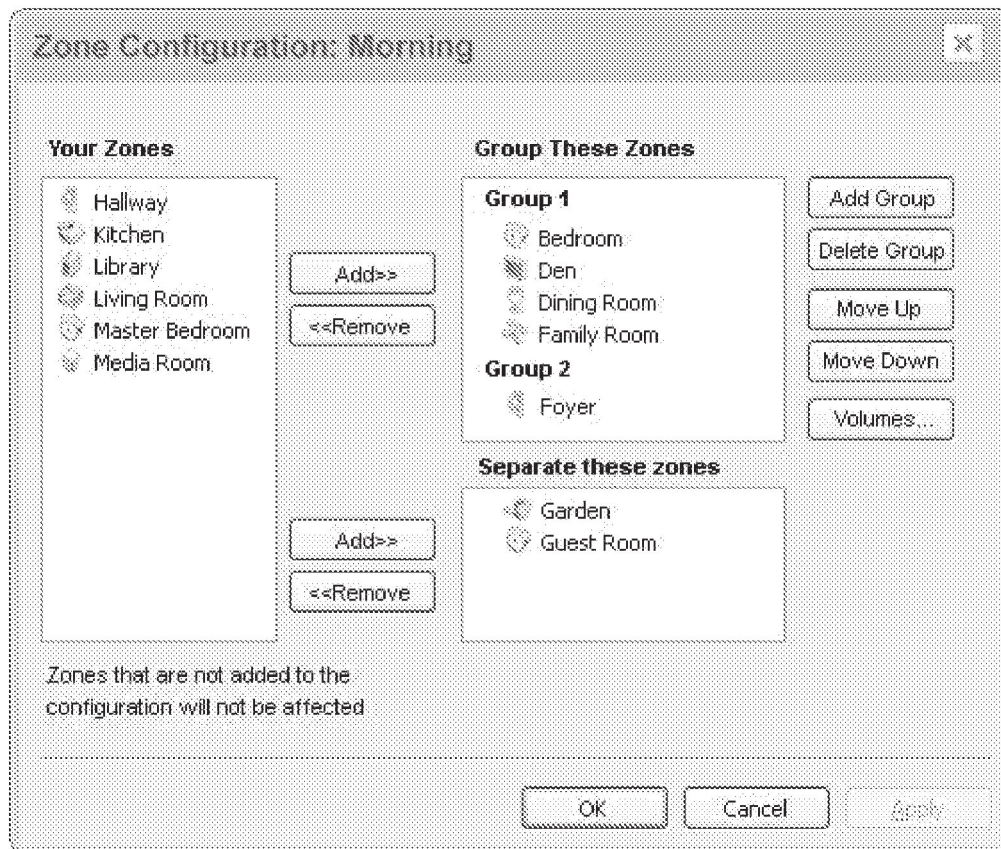 Zone Configuration: Morning
Your Zones
Hallway
Kitchen
Library
Living Room
Master Bedroom
Media Room
Add>>
<<Remove
Add>>
<<Remove
Group These Zones
Group 1
Bedroom
Den
Dining Room
Family Room
Group 2
Foyer
Separate these zones
Garden
Guest Room
Add Group
Delete Group
Move Up
Move Down
Volumes...
Zones that are not added to the
configuration will not be affected
OK
Cancel
Apply